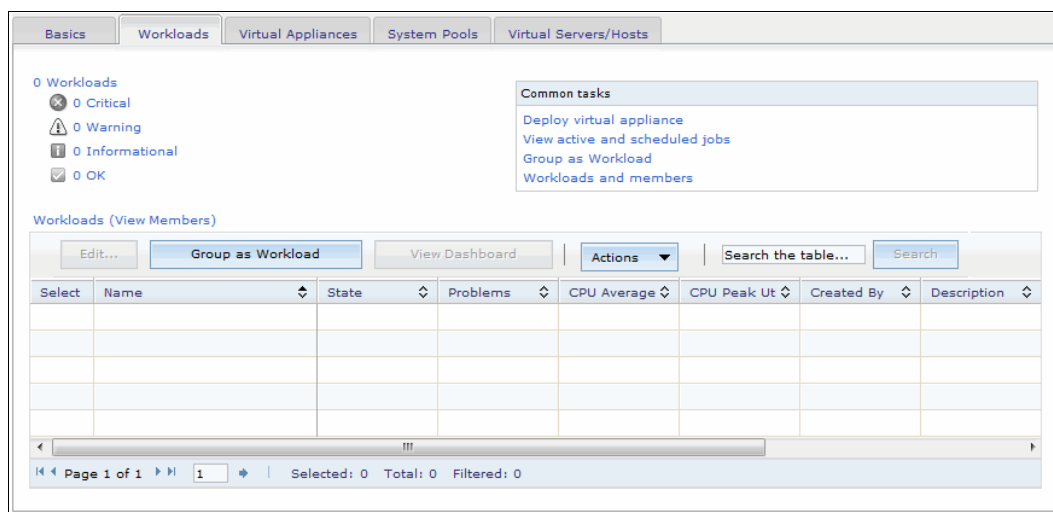 Basics Workloads Virtual Appliances System Pools Virtual Servers/Hosts
0 Workloads
0 Critical
0 Warning
0 Informational
0 OK
Common tasks
Deploy virtual appliance
View active and scheduled jobs
Group as Workload
Workloads and members
Workloads (View Members)
Edit... Group as Workload View Dashboard Actions Search the table... Search
Select Name State Problems CPU Average CPU Peak Ut Created By Description
Page 1 of 1 1 Selected: 0 Total: 0 Filtered: 0